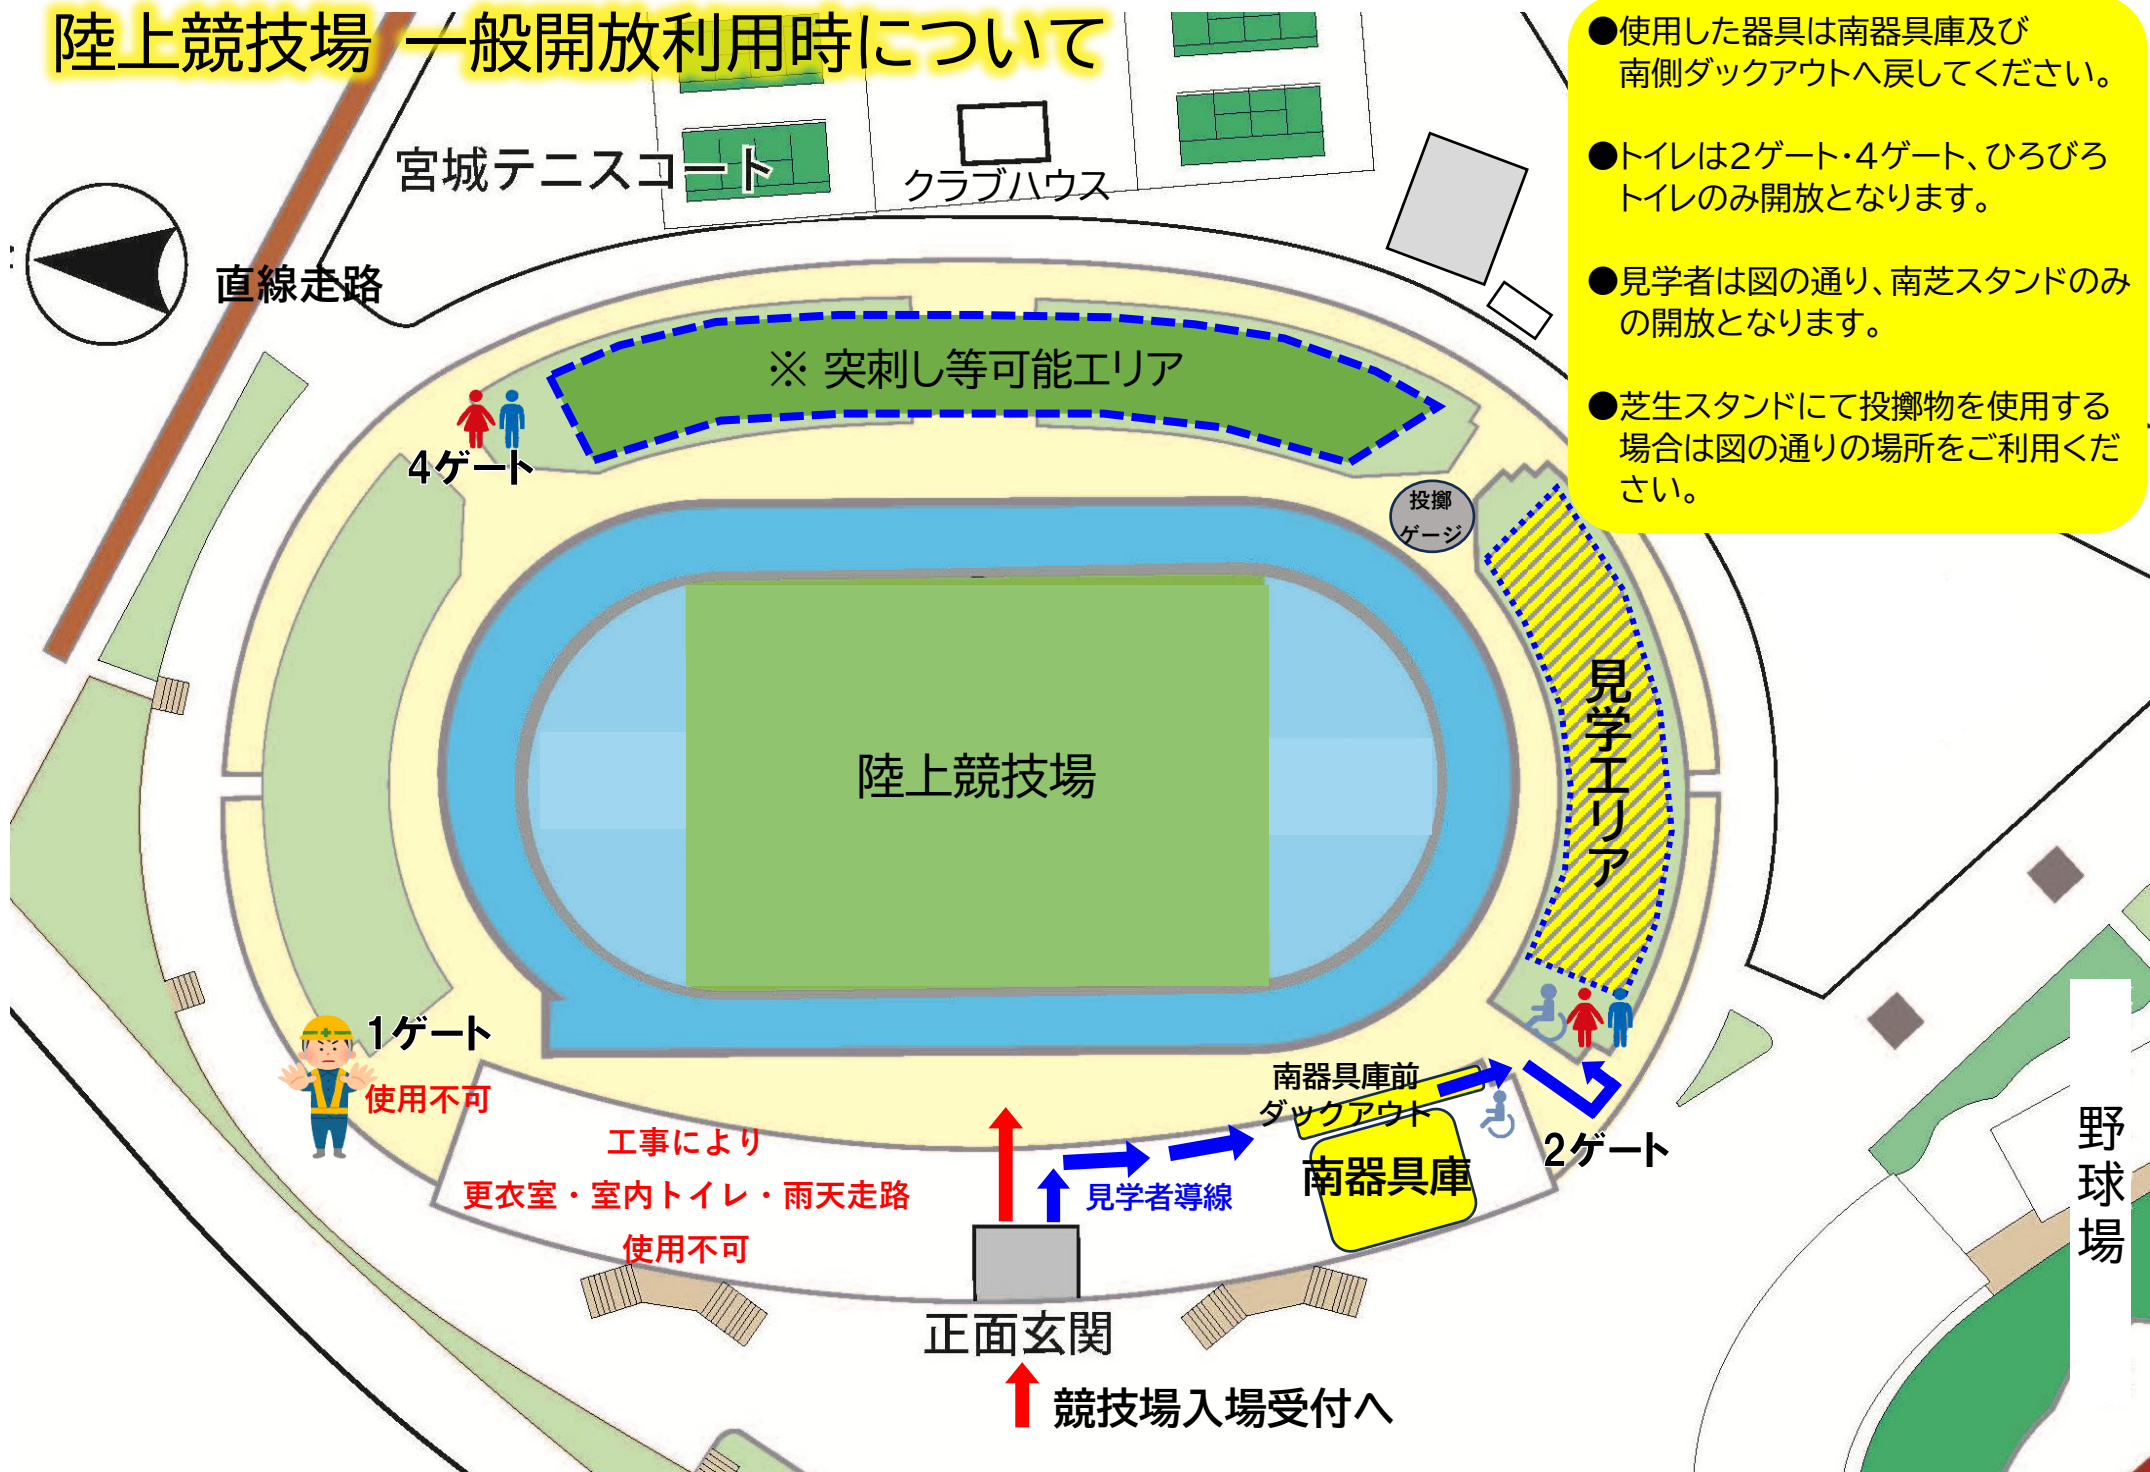 陸上競技場 一般開放利用時について
●使用した器具は南器具庫及び
南側ダックアウトへ戻してください。
●トイレは2ゲート・4ゲート、ひろびろ
トイレのみ開放となります。
●見学者は図の通り、南芝スタンドのみ
の開放となります。
●芝生スタンドにて投擲物を使用する
場合は図の通りの場所をご利用くだ
さい。
宮城テニスコート
クラブハウス
直線走路
※ 突刺し等可能エリア
4ゲート
投擲
ゲージ
見学エリア
陸上競技場
1ゲート
使用不可
南器具庫前
ダックアウト
2ゲート
南器具庫
工事により
更衣室・室内トイレ・雨天走路
使用不可
見学者導線
野球場
正面玄関
競技場入場受付へ